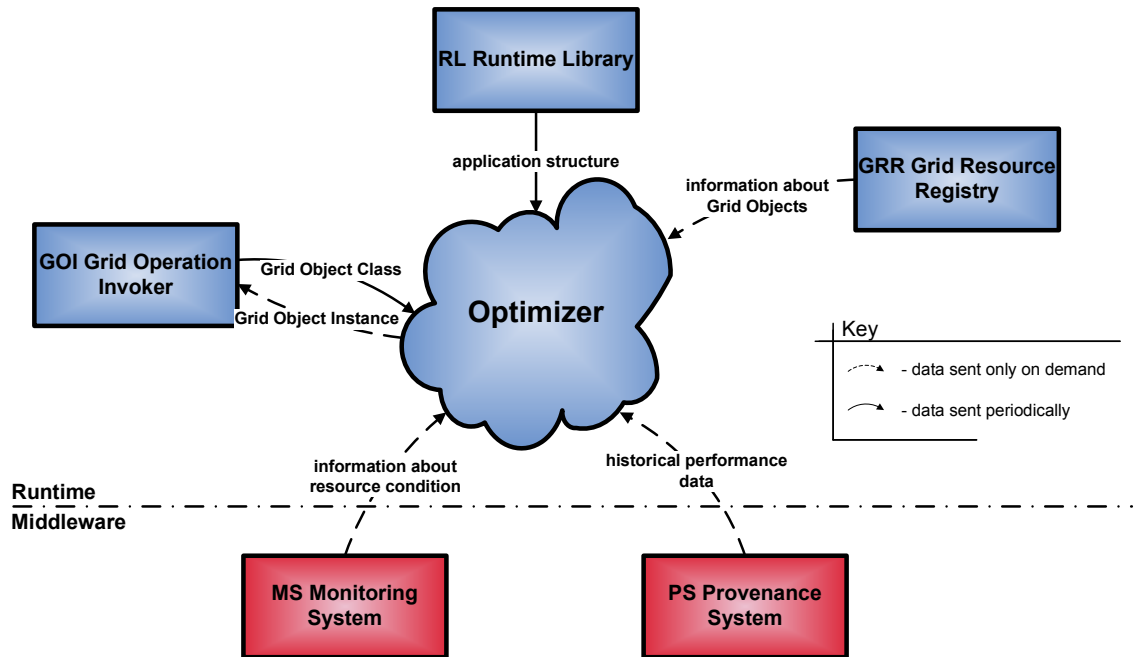 RL Runtime Library
application structure
GRR Grid Resource
Registry
information about
Grid Objects
GOI Grid Operation
Invoker
Grid Object Class
Grid Object Instance
Optimizer
Key
- data sent only on demand
- data sent periodically
information about
resource condition
historical performance
data
Runtime
Middleware
MS Monitoring
System
PS Provenance
System